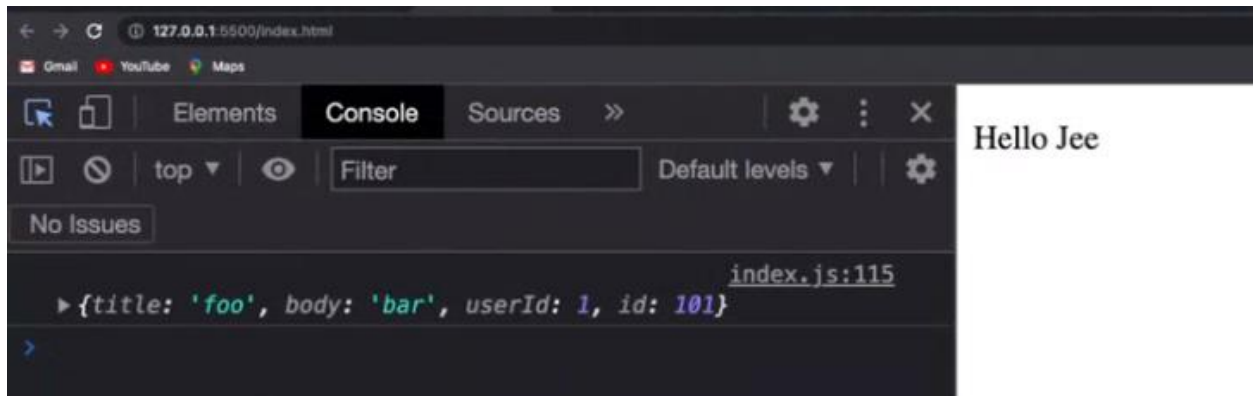 127.0.0.1:5500/index.html
Gmail YouTube Maps
Elements Console Sources »
top Filter Default levels
No Issues
index.js:115
{title: 'foo', body: 'bar', userId: 1, id: 101}
>
Hello Jee